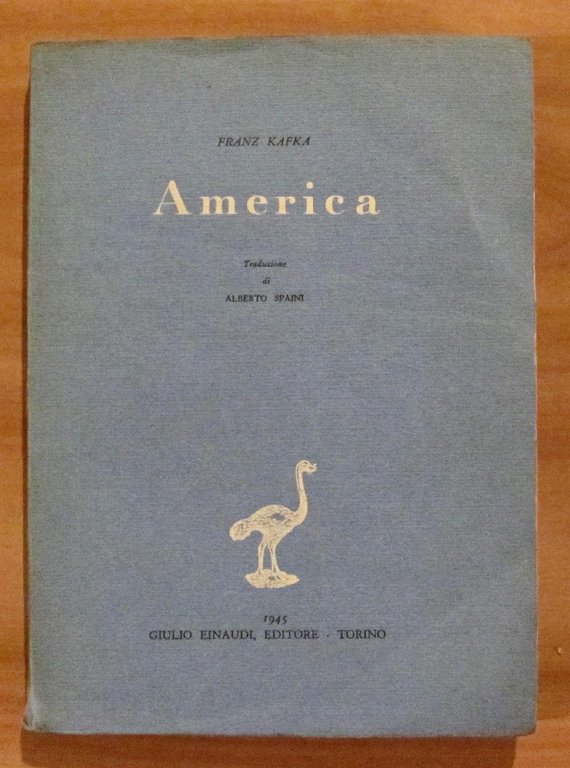 FRANZ KAFKA
America
Traduzione
di
ALBERTO SPAINI
1945
GIULIO EINAUDI, EDITORE - TORINO